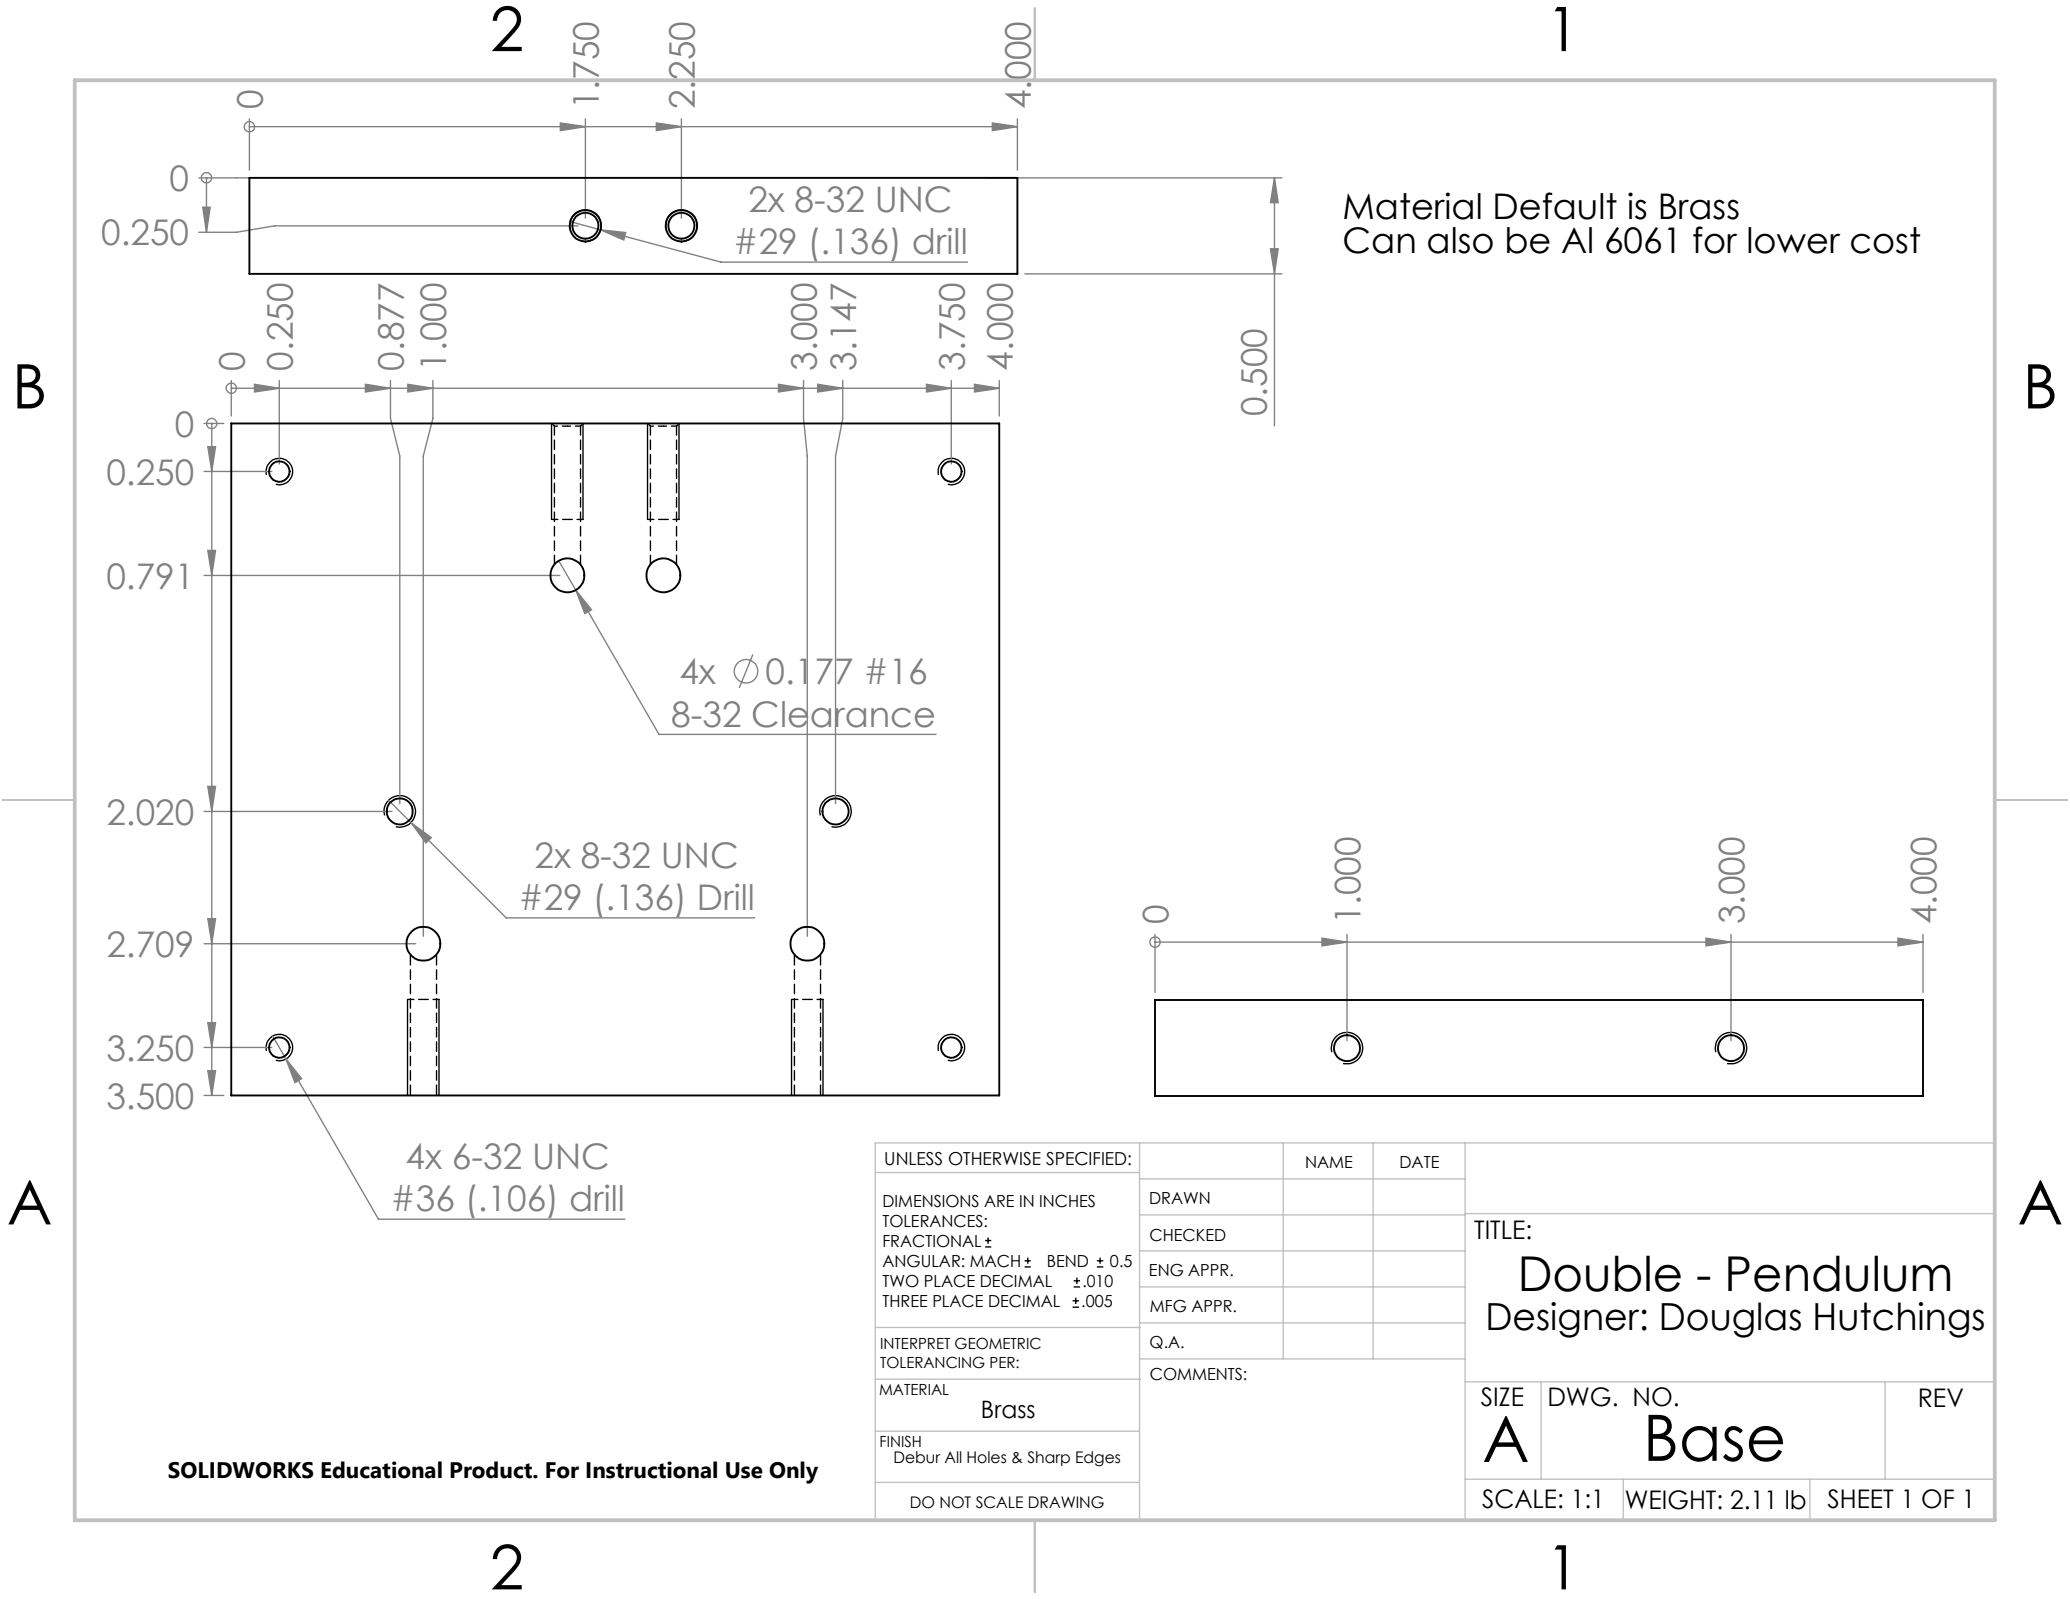 2
1
0
1.750
2.250
4.000
0
0.250
2x 8-32 UNC
#29 (.136) drill
Material Default is Brass
Can also be Al 6061 for lower cost
0.500
B
B
0
0.250
0.877
1.000
3.000
3.147
3.750
4.000
0
0.250
0.791
2.020
2.709
3.250
3.500
4x ∅0.177 #16
8-32 Clearance
2x 8-32 UNC
#29 (.136) Drill
4x 6-32 UNC
#36 (.106) drill
0
1.000
3.000
4.000
A
A
UNLESS OTHERWISE SPECIFIED:
DIMENSIONS ARE IN INCHES
TOLERANCES:
FRACTIONAL ±
ANGULAR: MACH ± BEND ± 0.5
TWO PLACE DECIMAL ±.010
THREE PLACE DECIMAL ±.005
INTERPRET GEOMETRIC
TOLERANCING PER:
MATERIAL
Brass
FINISH
Debur All Holes & Sharp Edges
DO NOT SCALE DRAWING
NAME DATE
DRAWN
CHECKED
ENG APPR.
MFG APPR.
Q.A.
COMMENTS:
TITLE:
Double - Pendulum
Designer: Douglas Hutchings
SIZE DWG. NO. REV
A Base
SCALE: 1:1 WEIGHT: 2.11 lb SHEET 1 OF 1
SOLIDWORKS Educational Product. For Instructional Use Only
2
1